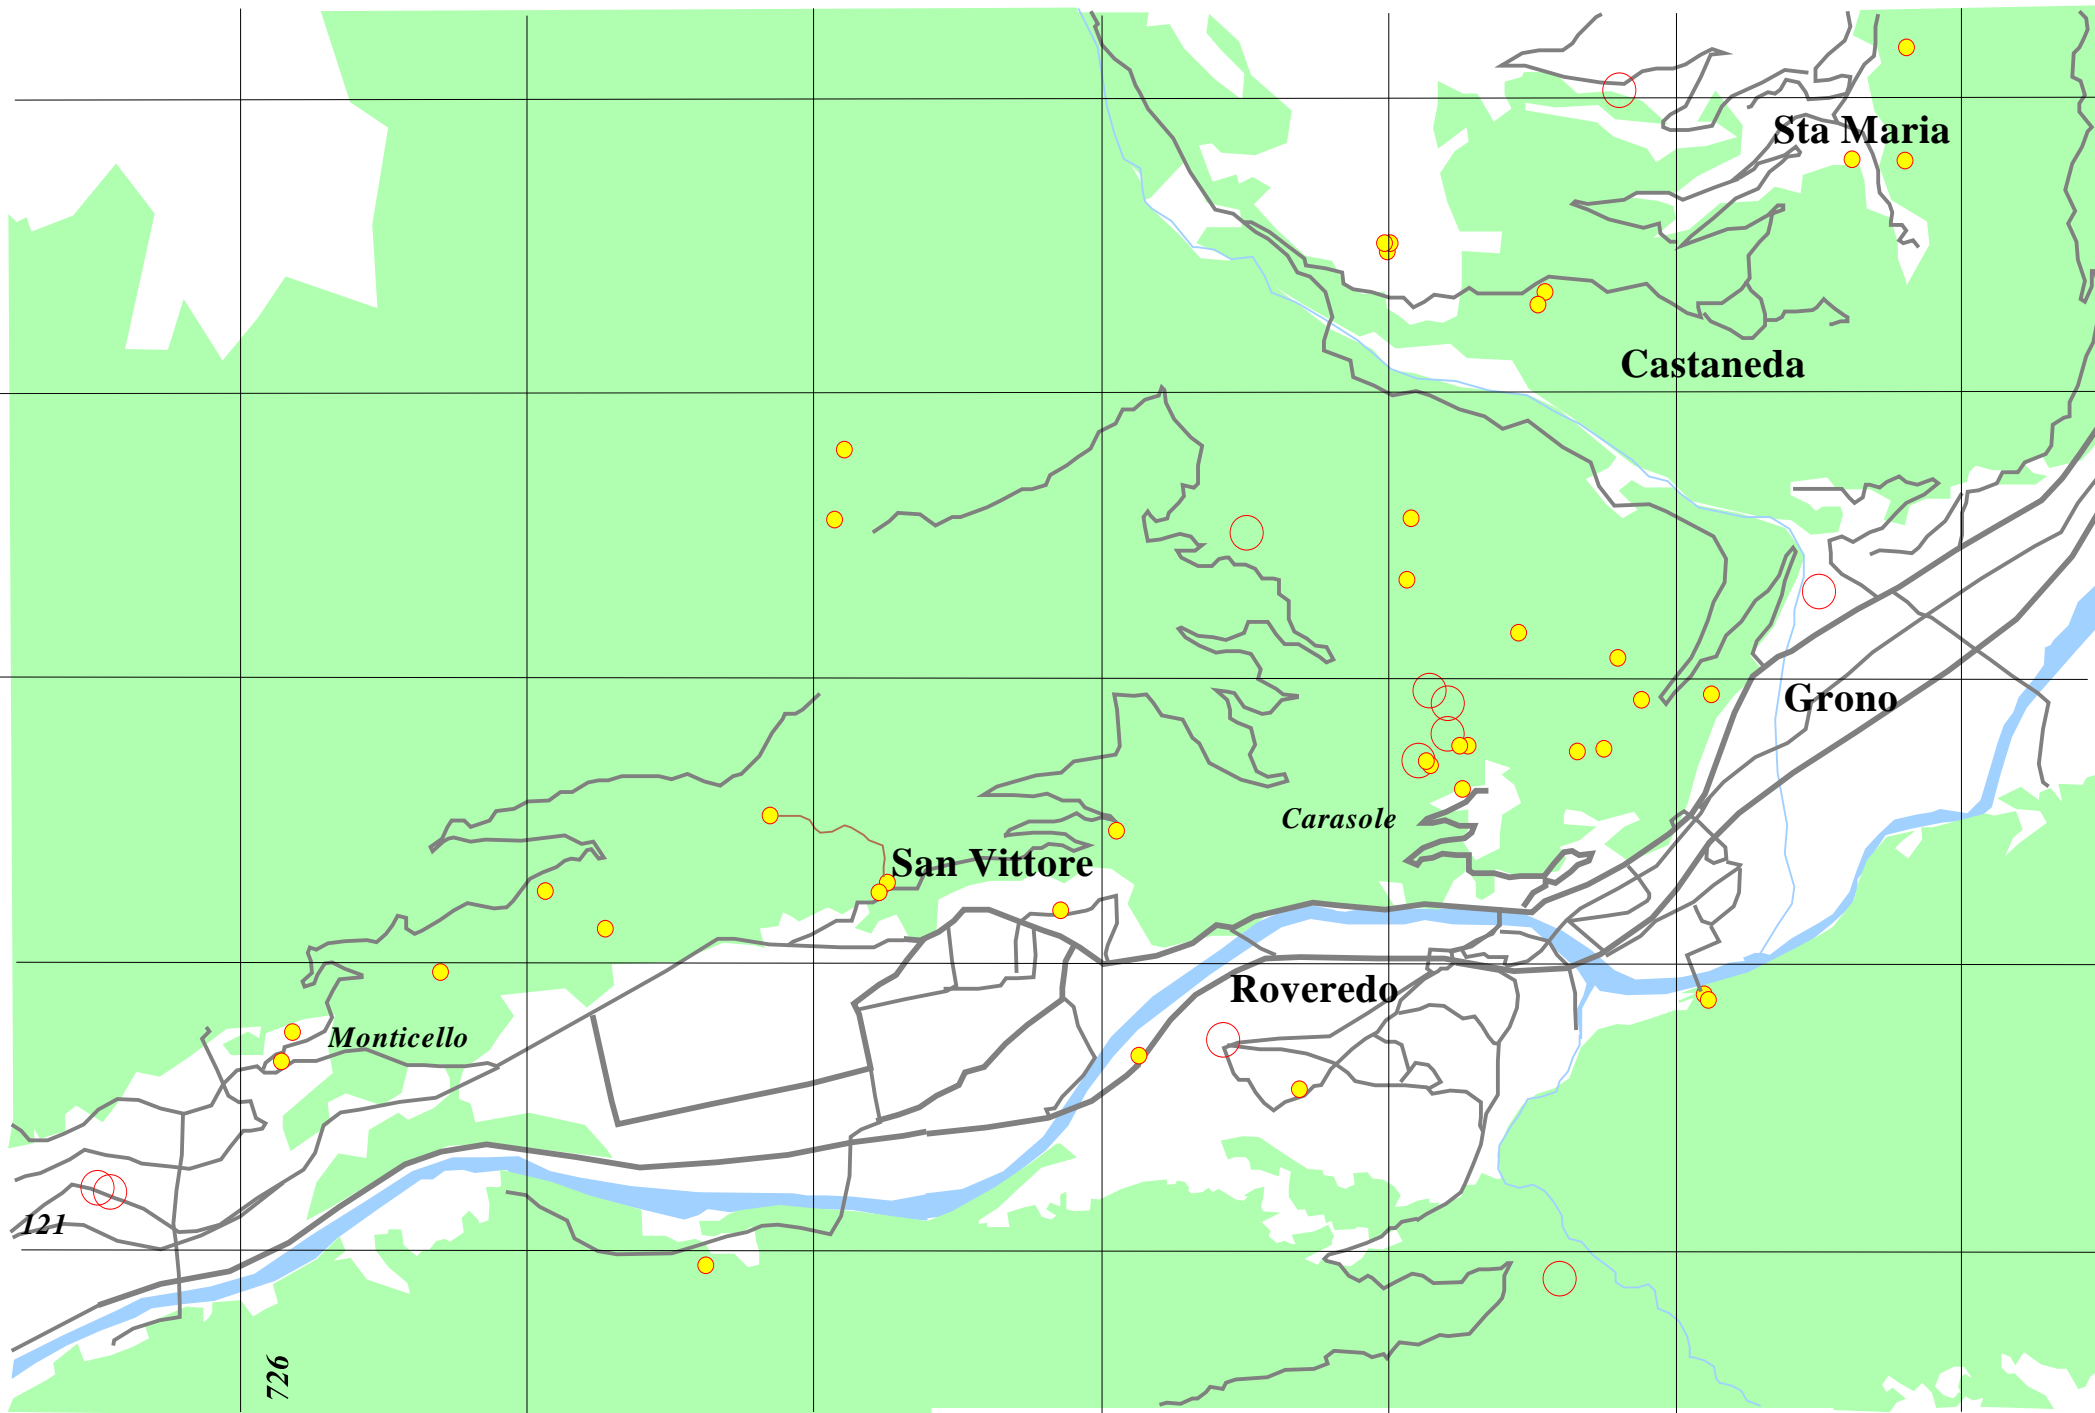 Sta Maria
Castaneda
Grono
Carasole
San Vittore
Roveredo
Monticello
121
726